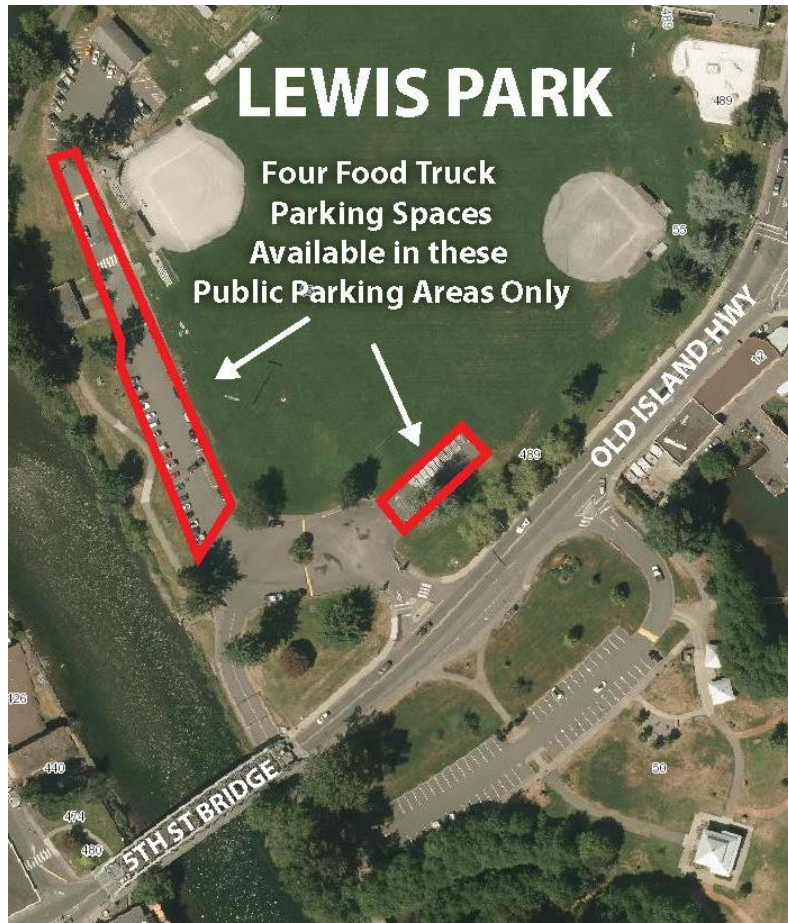 489
LEWIS PARK
489
Four Food Truck
Parking Spaces
Available in these
Public Parking Areas Only
55
OLD ISLAND HWY
12
489
426
440
474
480
5TH ST BRIDGE
50